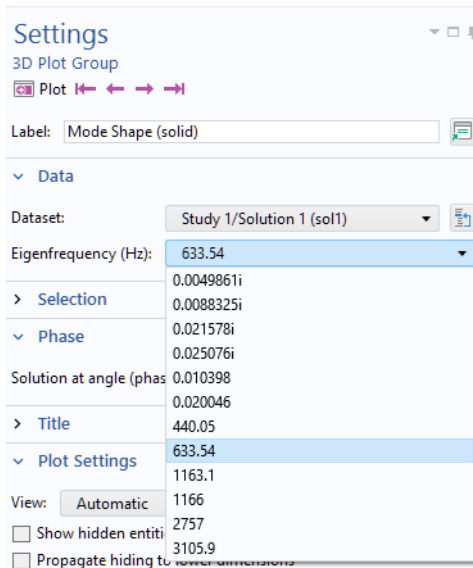 Settings
3D Plot Group
Plot
Label: Mode Shape (solid)
Data
Dataset: Study 1/Solution 1 (sol1)
Eigenfrequency (Hz): 633.54
0.0049861i
0.0088325i
Selection
0.021578i
Phase
0.025076i
Solution at angle (phas
0.010398
0.020046
Title
440.05
633.54
Plot Settings
1163.1
View: Automatic
1166
2757
Show hidden entiti
3105.9
Propagate hiding to lower dimensions